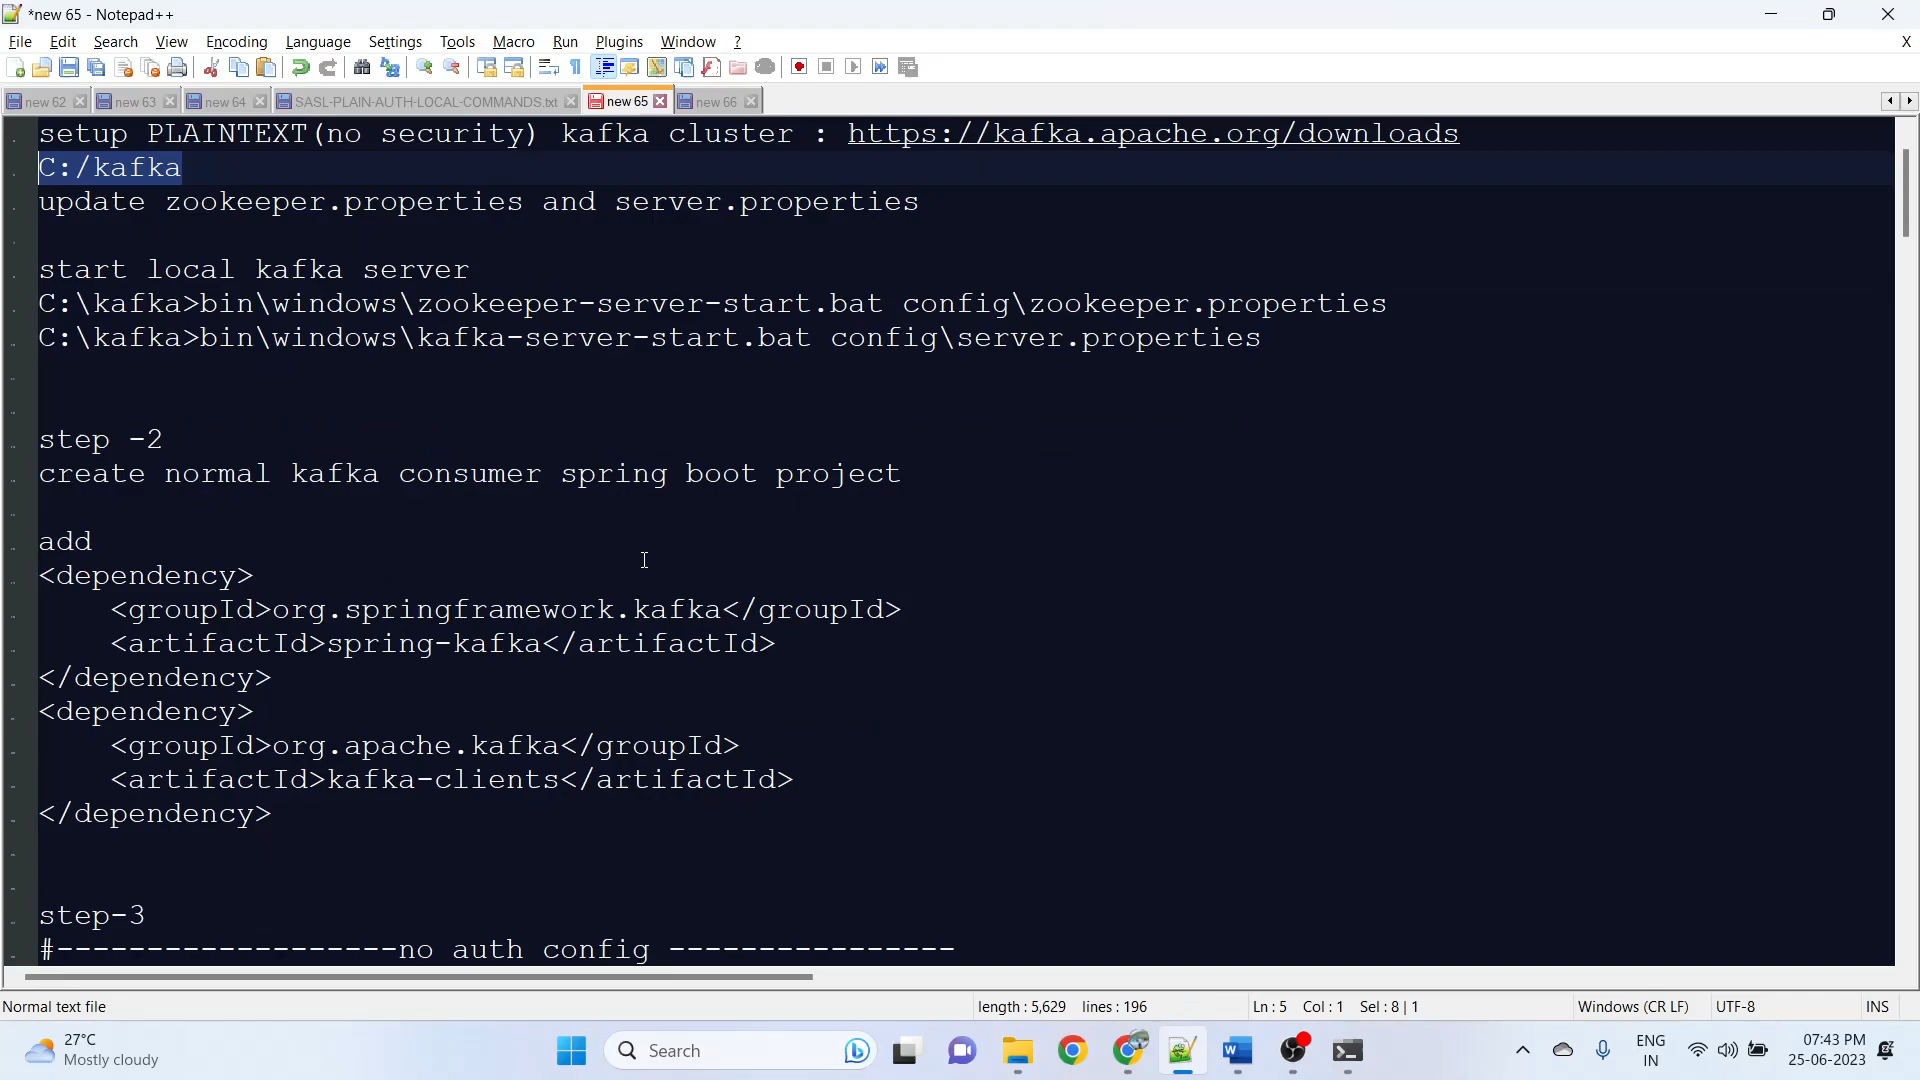 *new 65 - Notepad++
File Edit Search View Encoding Language Settings Tools Macro Run Plugins Window ? X
new 62 new 63 new 64 SASL-PLAIN-AUTH-LOCAL-COMMANDS.txt new 65 new 66
setup PLAINTEXT(no security) kafka cluster : https://kafka.apache.org/downloads
C:/kafka
update zookeeper.properties and server.properties
start local kafka server
C:\kafka>bin\windows\zookeeper-server-start.bat config\zookeeper.properties
C:\kafka>bin\windows\kafka-server-start.bat config\server.properties
step -2
create normal kafka consumer spring boot project
add
<dependency>
<groupId>org.springframework.kafka</groupId>
<artifactId>spring-kafka</artifactId>
</dependency>
<dependency>
<groupId>org.apache.kafka</groupId>
<artifactId>kafka-clients</artifactId>
</dependency>
step-3
#-------------------no auth config ----------------
Normal text file length : 5,629 lines : 196 Ln : 5 Col : 1 Sel : 8 | 1 Windows (CR LF) UTF-8 INS
27°C
Mostly cloudy
Search
ENG
IN
07:43 PM
25-06-2023